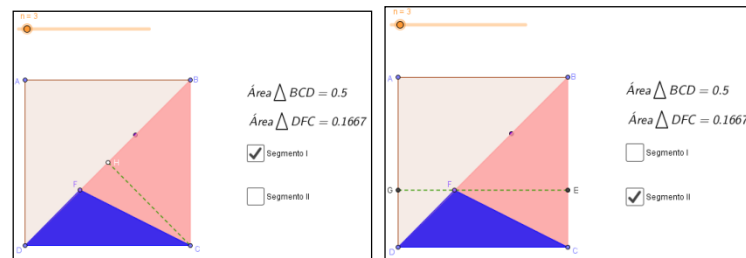 n = 3
A
B
Área △ BCD = 0.5
Área △ DFC = 0.1667
H
Segmento I
F
Segmento II
D
C
n = 3
A
B
Área △ BCD = 0.5
Área △ DFC = 0.1667
Segmento I
G
F
E
Segmento II
D
C